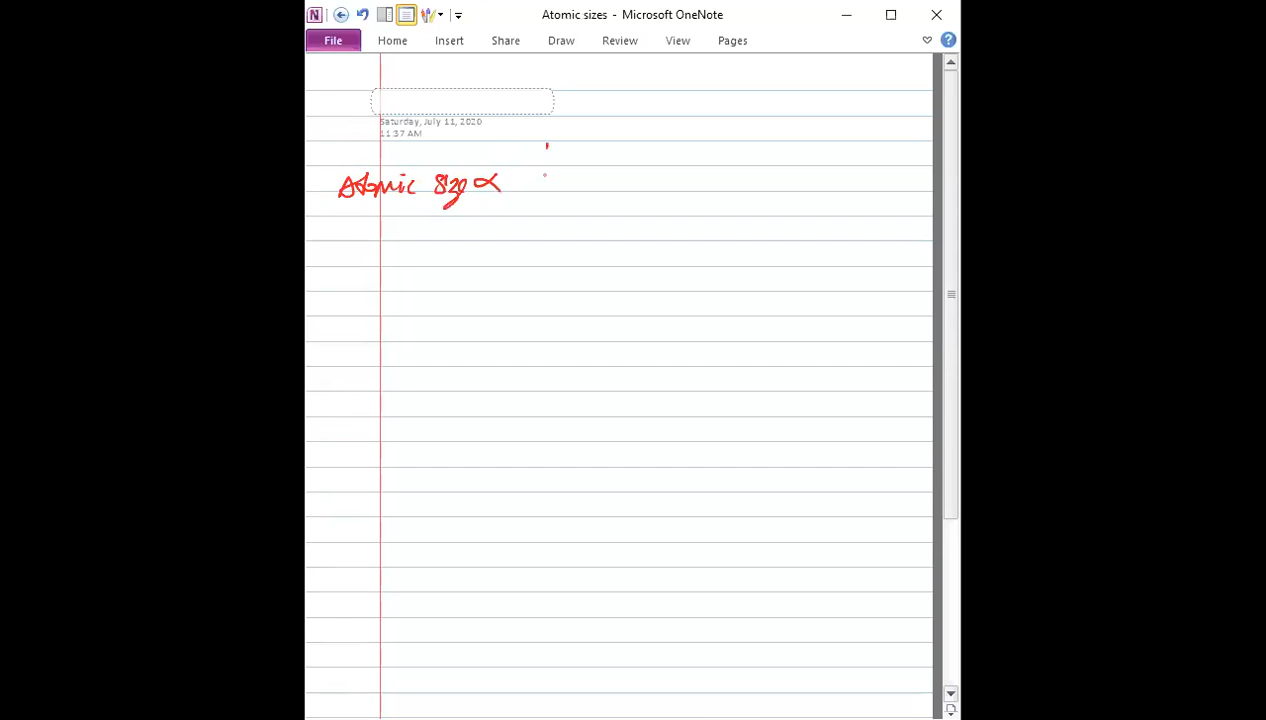 Atomic sizes - Microsoft OneNote
File Home Insert Share Draw Review View Pages
Saturday, July 11, 2020
11:37 AM
Atomic size ∝